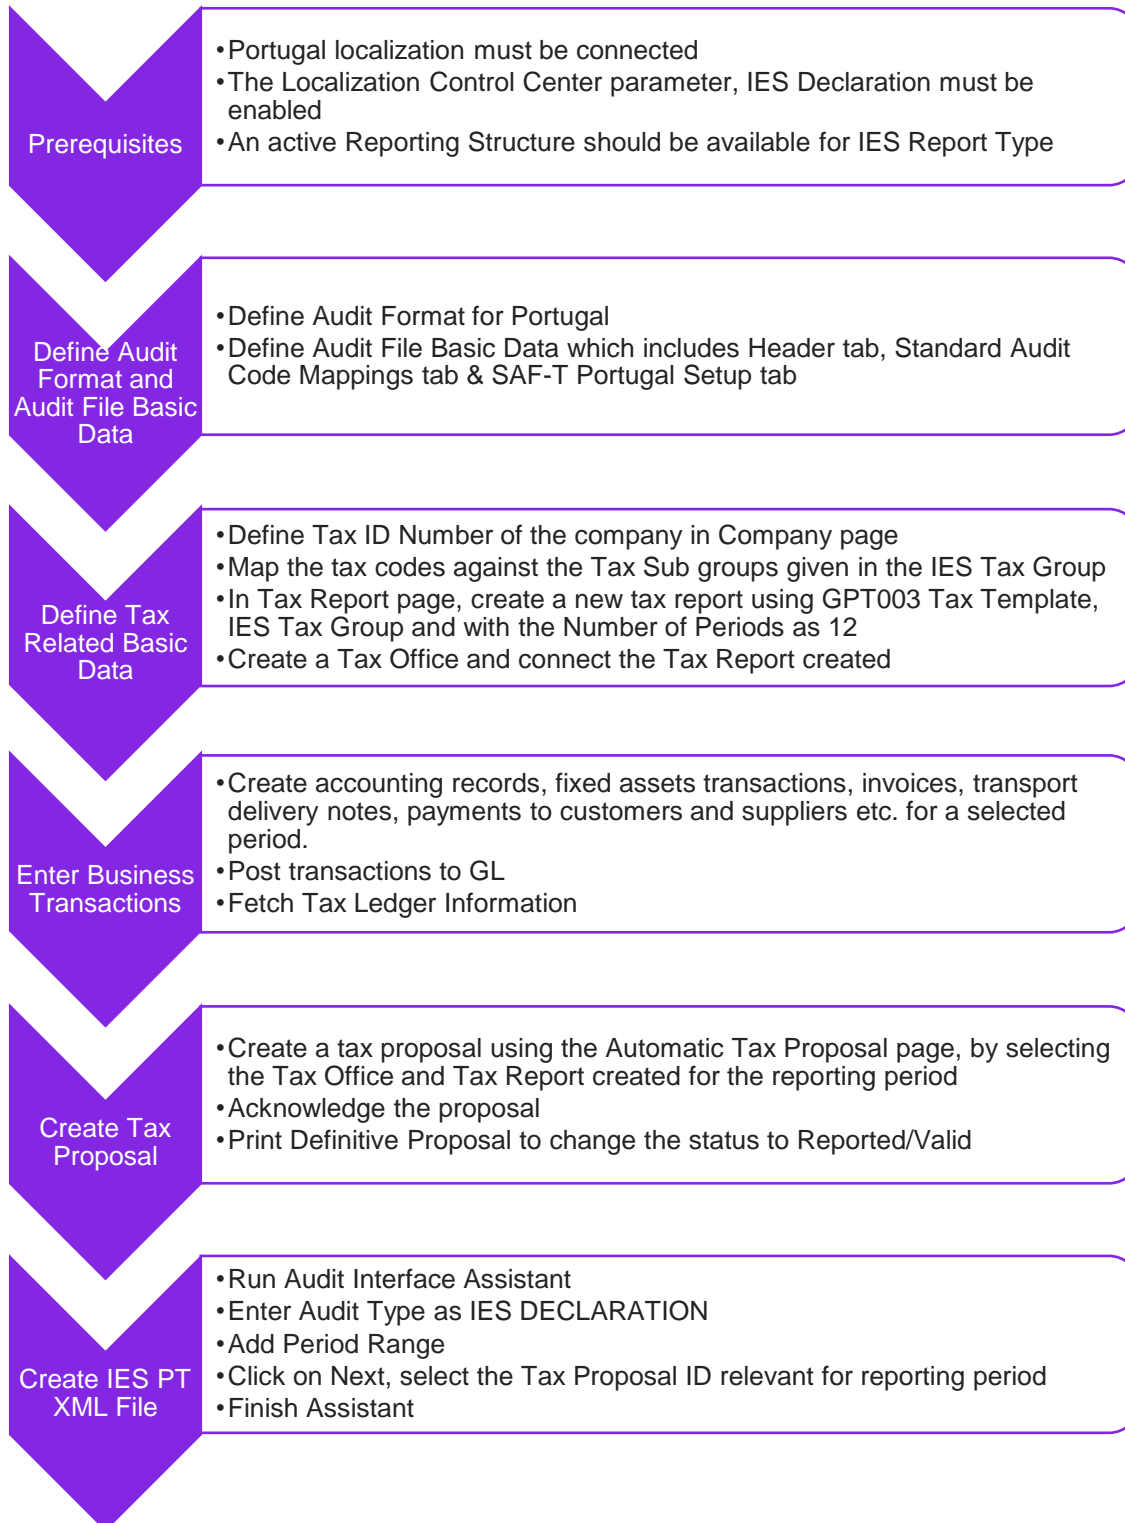 Prerequisites
•Portugal localization must be connected
•The Localization Control Center parameter, IES Declaration must be
enabled
•An active Reporting Structure should be available for IES Report Type
Define Audit
Format and
Audit File Basic
Data
•Define Audit Format for Portugal
•Define Audit File Basic Data which includes Header tab, Standard Audit
Code Mappings tab & SAF-T Portugal Setup tab
Define Tax
Related Basic
Data
•Define Tax ID Number of the company in Company page
•Map the tax codes against the Tax Sub groups given in the IES Tax Group
•In Tax Report page, create a new tax report using GPT003 Tax Template,
IES Tax Group and with the Number of Periods as 12
•Create a Tax Office and connect the Tax Report created
Enter Business
Transactions
•Create accounting records, fixed assets transactions, invoices, transport
delivery notes, payments to customers and suppliers etc. for a selected
period.
•Post transactions to GL
•Fetch Tax Ledger Information
Create Tax
Proposal
•Create a tax proposal using the Automatic Tax Proposal page, by selecting
the Tax Office and Tax Report created for the reporting period
•Acknowledge the proposal
•Print Definitive Proposal to change the status to Reported/Valid
Create IES PT
XML File
•Run Audit Interface Assistant
•Enter Audit Type as IES DECLARATION
•Add Period Range
•Click on Next, select the Tax Proposal ID relevant for reporting period
•Finish Assistant